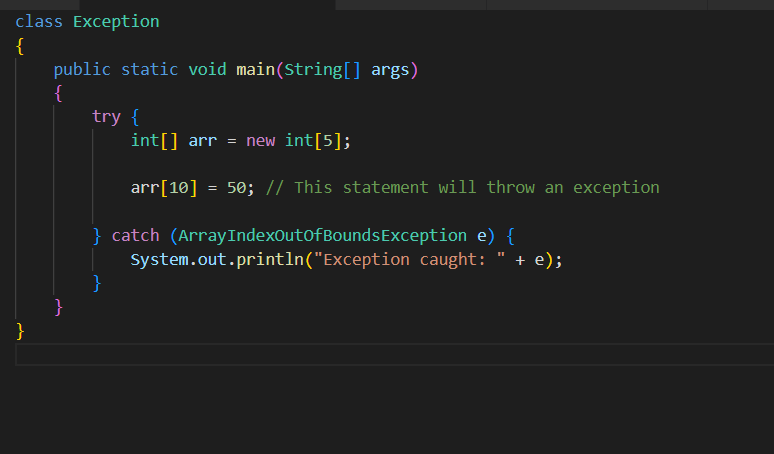 class Exception
{
    public static void main(String[] args)
    {
        try {
            int[] arr = new int[5];
            arr[10] = 50; // This statement will throw an exception
        } catch (ArrayIndexOutOfBoundsException e) {
            System.out.println("Exception caught: " + e);
        }
    }
}